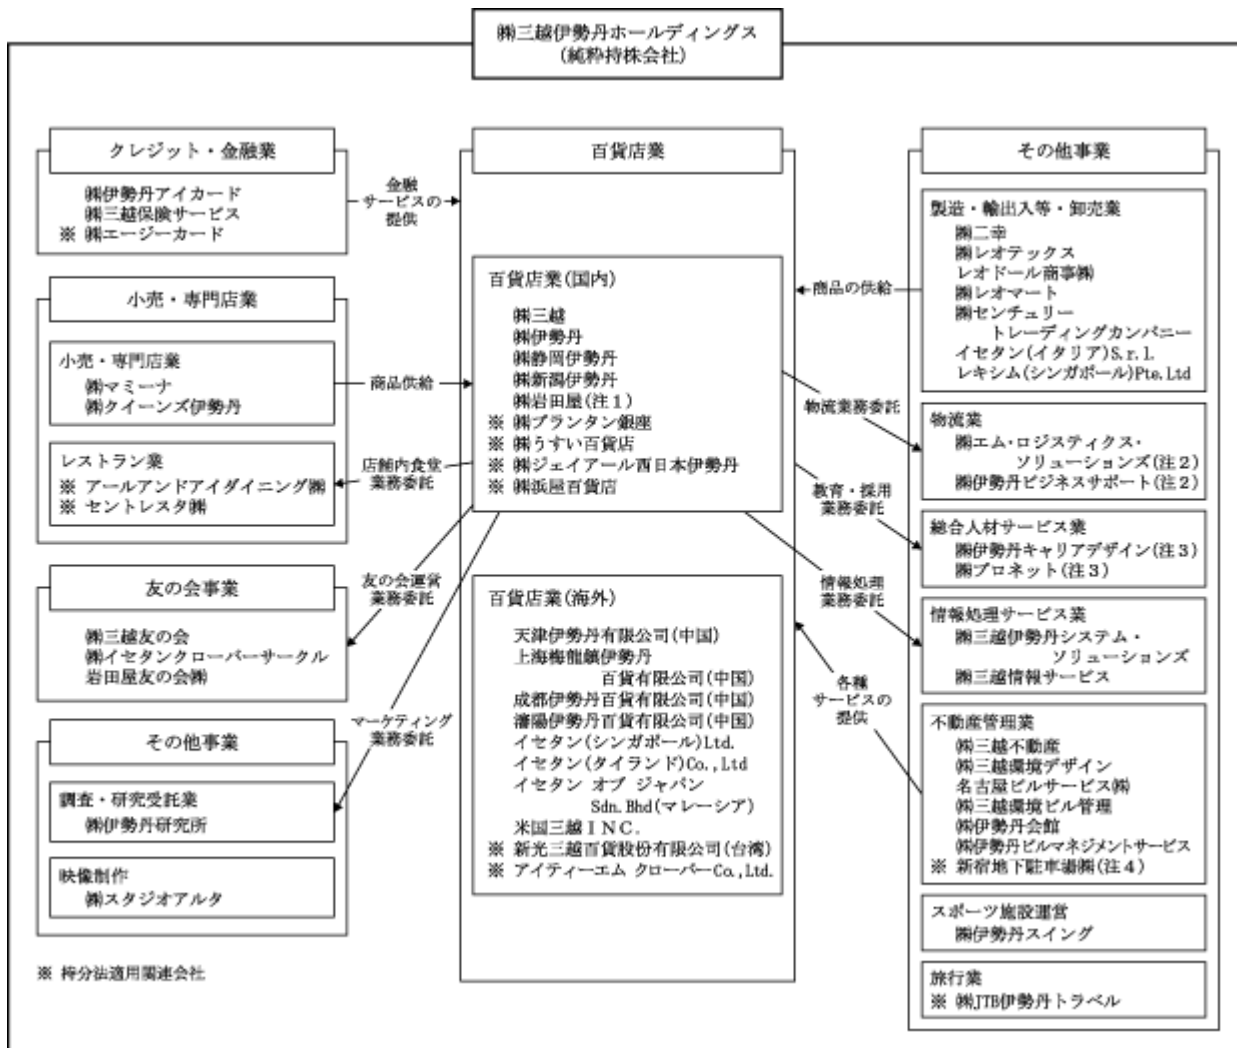 ㈱三越伊勢丹ホールディングス
(純粋持株会社)
クレジット・金融業
㈱伊勢丹アイカード
㈱三越保険サービス
※ ㈱エージーカード
金融
サービスの
提供
小売・専門店業
小売・専門店業
㈱マミーナ
㈱クイーンズ伊勢丹
商品供給
レストラン業
※ アールアンドアイダイニング㈱
※ セントレスタ㈱
店舗内食堂
業務委託
友の会事業
㈱三越友の会
㈱イセタンクローバーサークル
岩田屋友の会㈱
友の会運営
業務委託
その他事業
調査・研究受託業
㈱伊勢丹研究所
映像制作
㈱スタジオアルタ
マーケティング
業務委託
※ 持分法適用関連会社
百貨店業
百貨店業(国内)
㈱三越
㈱伊勢丹
㈱静岡伊勢丹
㈱新潟伊勢丹
㈱岩田屋(注1)
※ ㈱プランタン銀座
※ ㈱うすい百貨店
※ ㈱ジェイアール西日本伊勢丹
※ ㈱浜屋百貨店
百貨店業(海外)
天津伊勢丹有限公司(中国)
上海梅龍鎮伊勢丹
百貨有限公司(中国)
成都伊勢丹百貨有限公司(中国)
瀋陽伊勢丹百貨有限公司(中国)
イセタン(シンガポール)Ltd.
イセタン(タイランド)Co.,Ltd
イセタン オブ ジャパン
Sdn.Bhd(マレーシア)
米国三越INC.
※ 新光三越百貨股份有限公司(台湾)
※ アイティーエム クローバーCo.,Ltd.
商品の供給
物流業務委託
教育・採用
業務委託
情報処理
業務委託
各種
サービスの
提供
その他事業
製造・輸出入等・卸売業
㈱二幸
㈱レオテックス
レオドール商事㈱
㈱レオマート
㈱センチュリー
トレーディングカンパニー
イセタン(イタリア)S.r.l.
レキシム(シンガポール)Pte.Ltd
物流業
㈱エム・ロジスティクス・
ソリューションズ(注2)
㈱伊勢丹ビジネスサポート(注2)
総合人材サービス業
㈱伊勢丹キャリアデザイン(注3)
㈱プロネット(注3)
情報処理サービス業
㈱三越伊勢丹システム・
ソリューションズ
㈱三越情報サービス
不動産管理業
㈱三越不動産
㈱三越環境デザイン
名古屋ビルサービス㈱
㈱三越環境ビル管理
㈱伊勢丹会館
㈱伊勢丹ビルマネジメントサービス
※ 新宿地下駐車場㈱(注4)
スポーツ施設運営
㈱伊勢丹スイング
旅行業
※ ㈱JTB伊勢丹トラベル